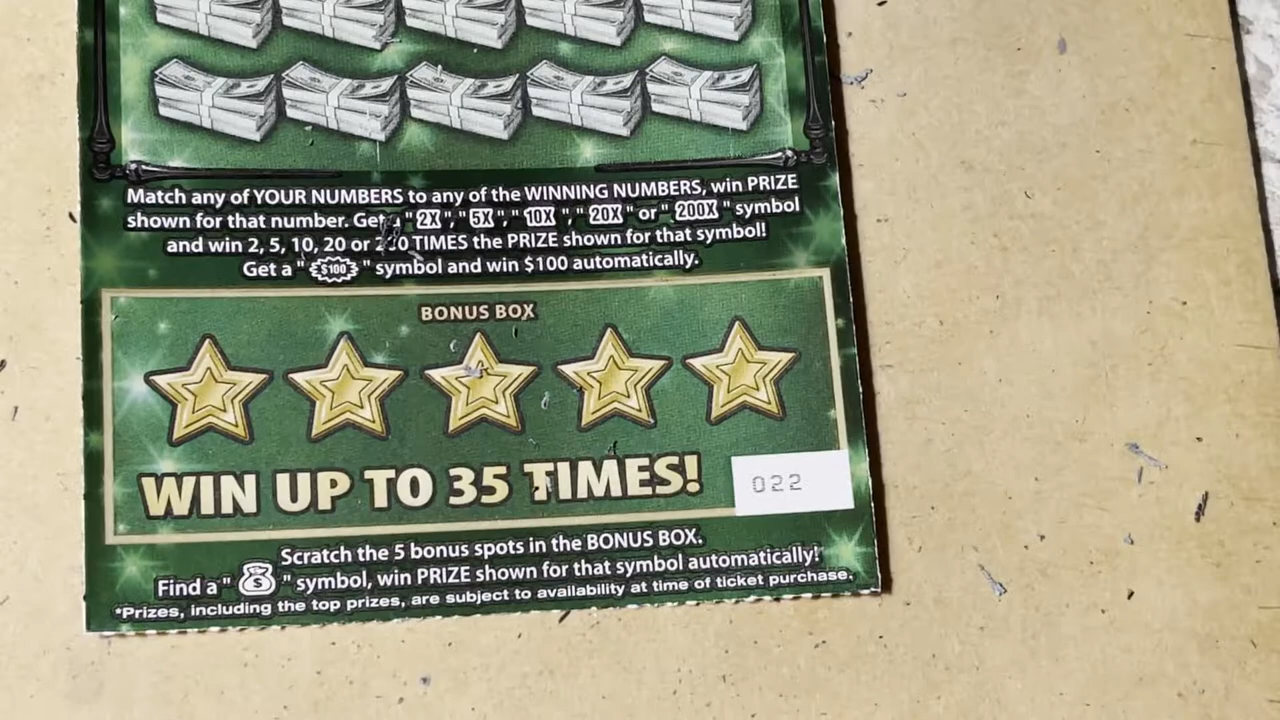 Match any of YOUR NUMBERS to any of the WINNING NUMBERS, win PRIZE
shown for that number. Get a "2X", "5X", "10X", "20X" or "200X" symbol
and win 2, 5, 10, 20 or 200 TIMES the PRIZE shown for that symbol!
Get a "$100" symbol and win $100 automatically.
BONUS BOX
WIN UP TO 35 TIMES!
022
Scratch the 5 bonus spots in the BONUS BOX.
Find a "$" symbol, win PRIZE shown for that symbol automatically!
*Prizes, including the top prizes, are subject to availability at time of ticket purchase.